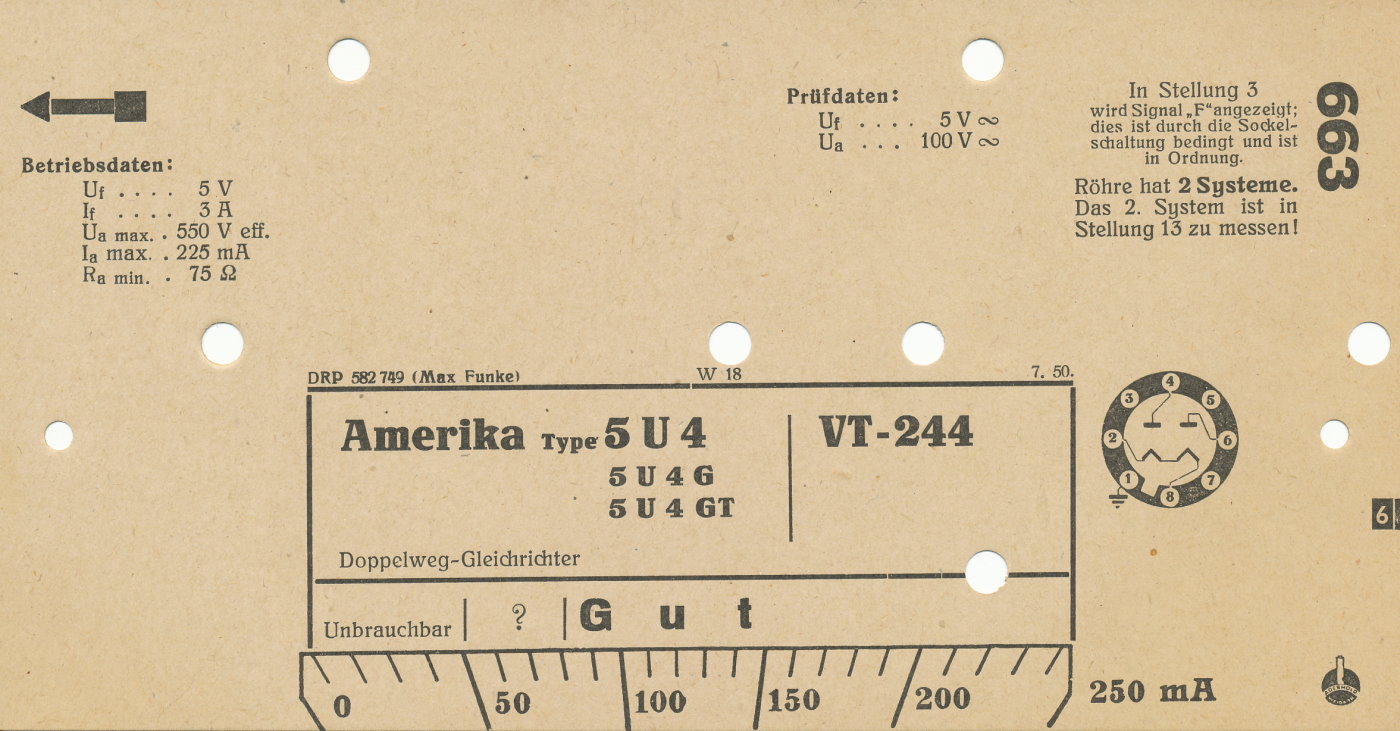 Betriebsdaten:
Uf . . . . 5 V
If . . . . 3 A
Ua max. . 550 V eff.
Ia max. . 225 mA
Ra min. . 75 Ω
Prüfdaten:
Uf . . . . 5 V ∾
Ua . . . 100 V ∾
In Stellung 3
wird Signal „F“ angezeigt;
dies ist durch die Sockel-
schaltung bedingt und ist
in Ordnung.
Röhre hat 2 Systeme.
Das 2. System ist in
Stellung 13 zu messen!
663
DRP 582749 (Max Funke) W 18 7. 50.
Amerika Type 5 U 4 VT-244
5 U 4 G
5 U 4 GT
Doppelweg-Gleichrichter
1 2 3 4 5 6 7 8
6
Unbrauchbar ? Gut
0 50 100 150 200 250 mA